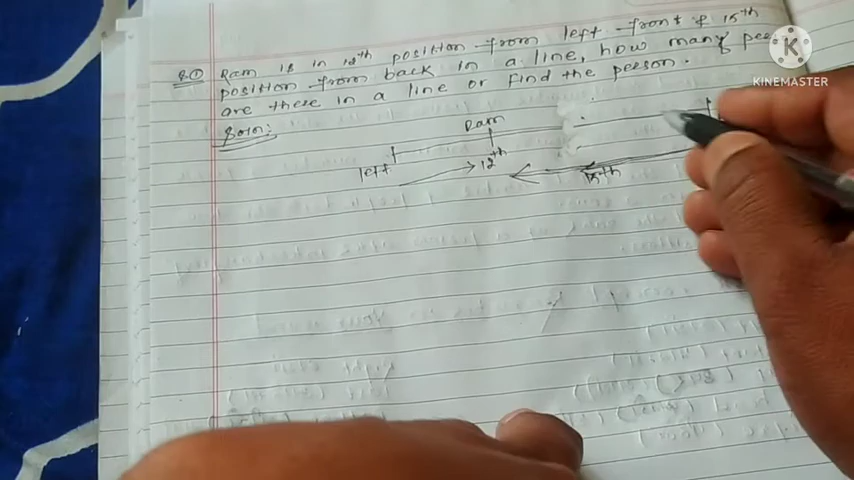 Q① Ram is in 12th position from left front & 15th
position from back in a line, how many
are there in a line or find the person.
Soln:
Ram
left 12th 15th
KINEMASTER